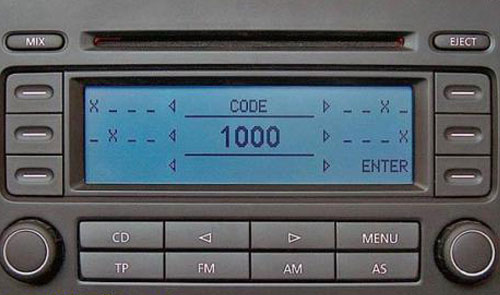 MIX EJECT
X _ _ _ CODE _ _ X _
_ X _ _ 1000 _ _ _ X
ENTER
CD MENU
TP FM AM AS